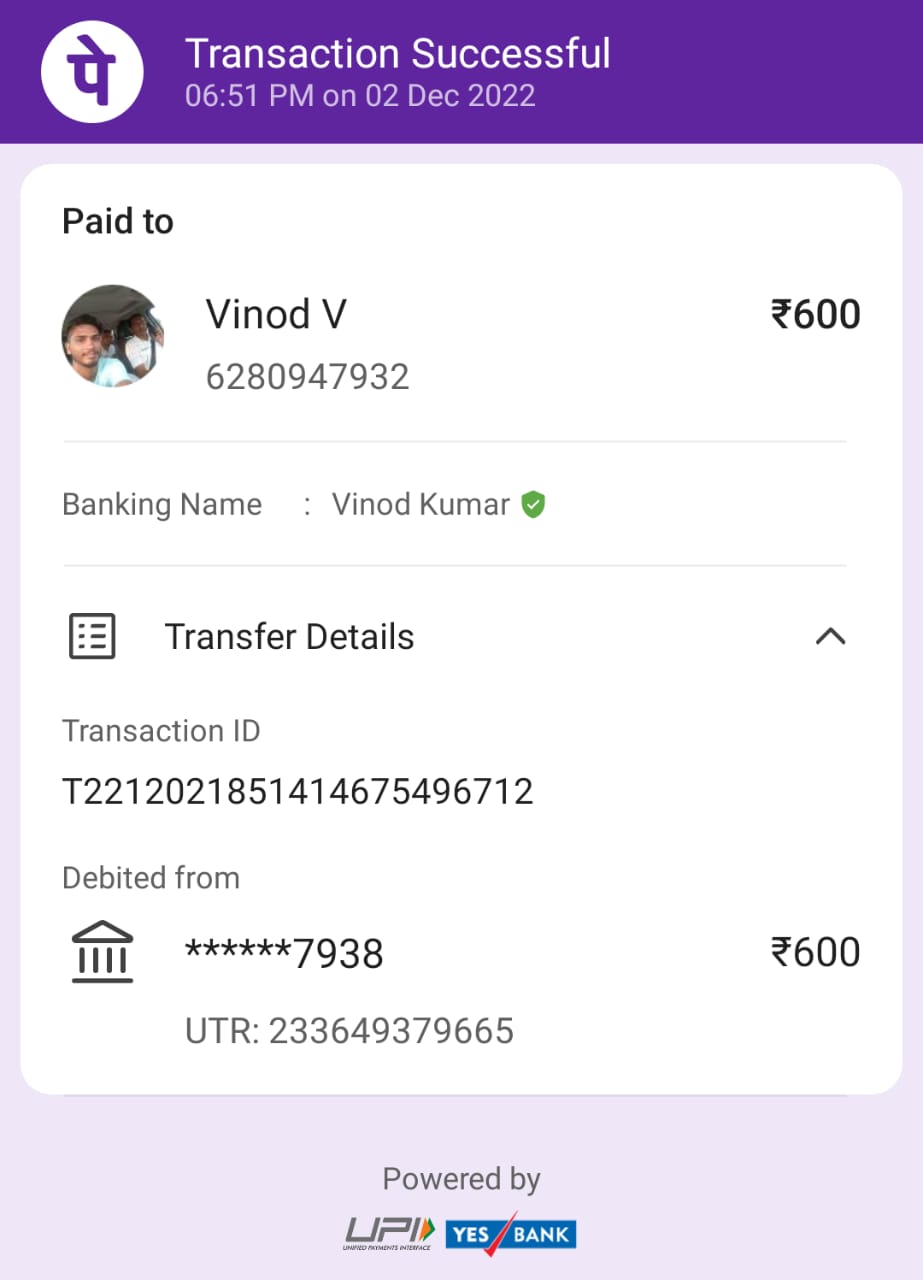 पे
Transaction Successful
06:51 PM on 02 Dec 2022
Paid to
Vinod V ₹600
6280947932
Banking Name : Vinod Kumar
Transfer Details
Transaction ID
T2212021851414675496712
Debited from
******7938 ₹600
UTR: 233649379665
Powered by
UPI YES BANK
UNIFIED PAYMENTS INTERFACE